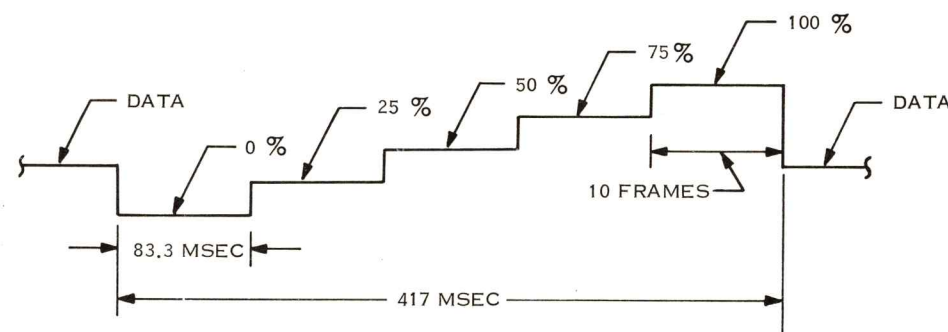 100 %
75 %
50 %
25 %
0 %
DATA
DATA
10 FRAMES
83.3 MSEC
417 MSEC